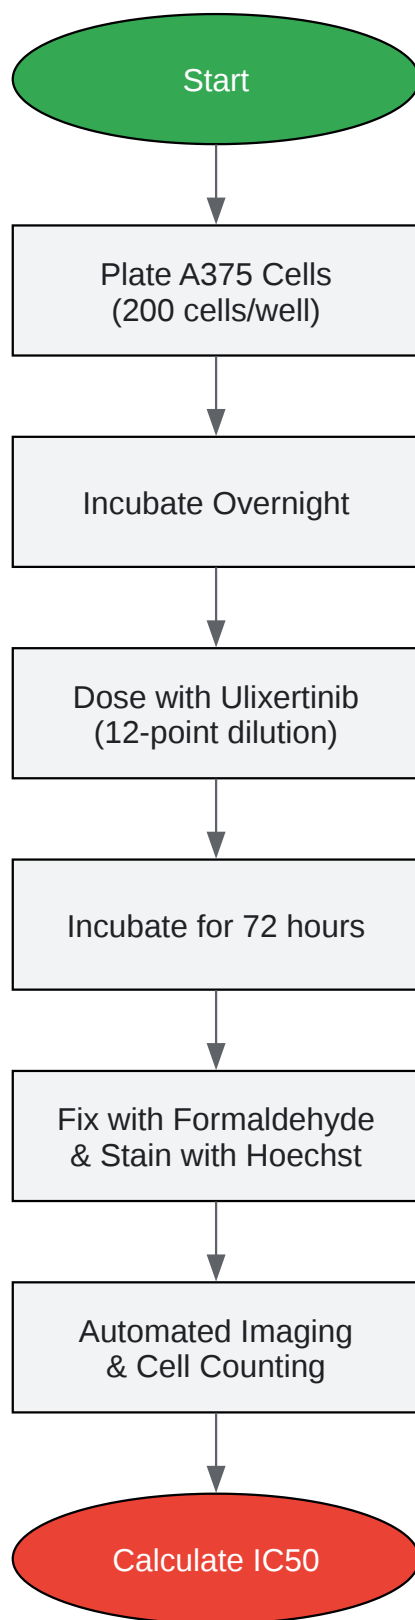 Start
Plate A375 Cells
(200 cells/well)
Incubate Overnight
Dose with Ulixertinib
(12-point dilution)
Incubate for 72 hours
Fix with Formaldehyde
& Stain with Hoechst
Automated Imaging
& Cell Counting
Calculate IC50